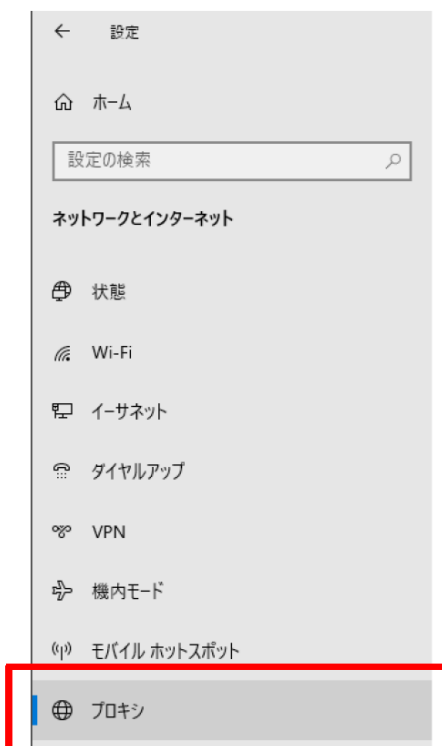 設定
ホーム
設定の検索
ネットワークとインターネット
状態
Wi-Fi
イーサネット
ダイヤルアップ
VPN
機内モード
モバイル ホットスポット
プロキシ